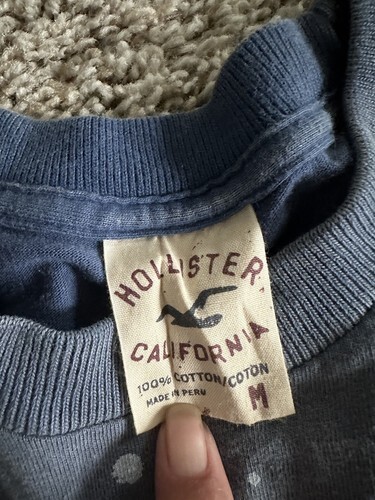 HOLLISTER
CALIFORNIA
100% COTTON/COTON
MADE IN PERU
M